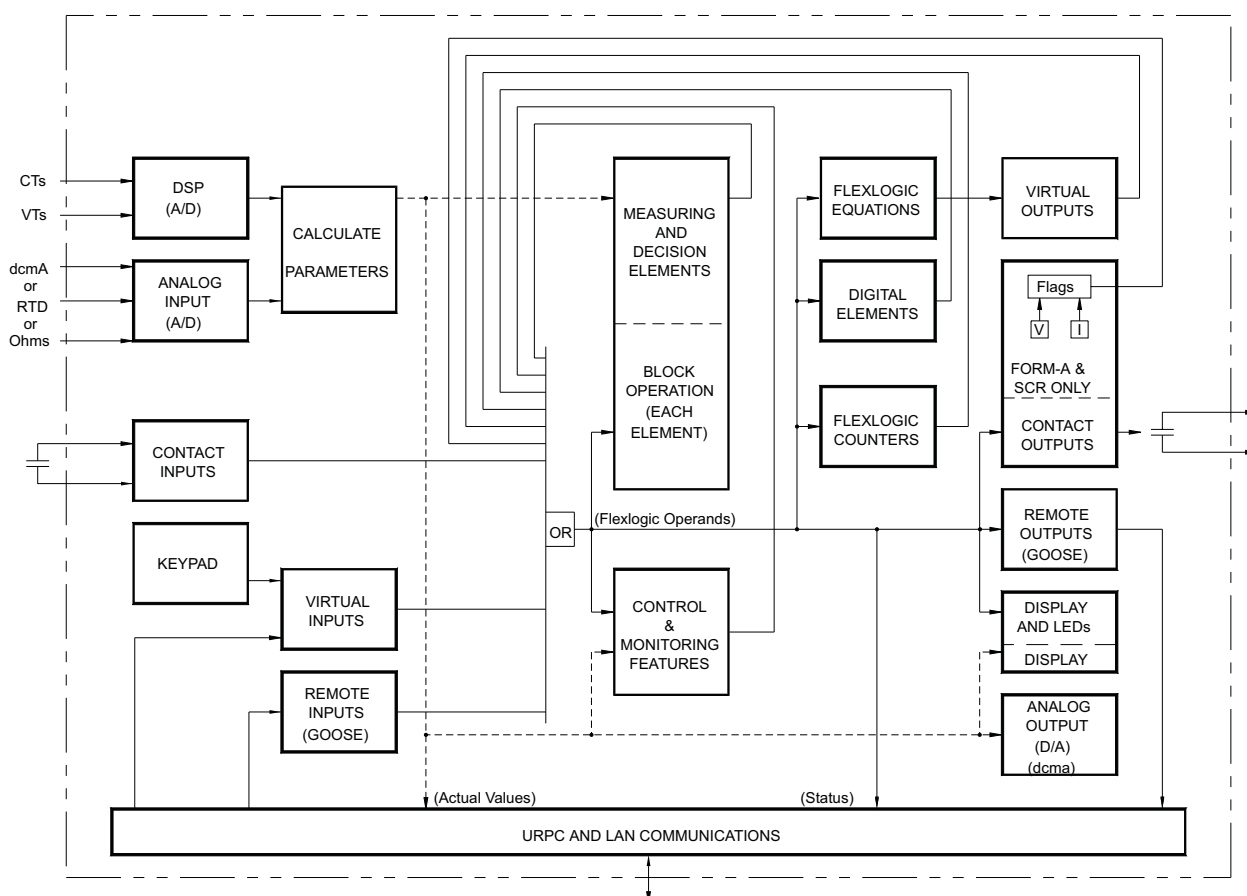 CTs
VTs
dcmA
or
RTD
or
Ohms
DSP
(A/D)
ANALOG
INPUT
(A/D)
CALCULATE
PARAMETERS
MEASURING
AND
DECISION
ELEMENTS
BLOCK
OPERATION
(EACH
ELEMENT)
FLEXLOGIC
EQUATIONS
DIGITAL
ELEMENTS
FLEXLOGIC
COUNTERS
VIRTUAL
OUTPUTS
Flags
V
I
FORM-A &
SCR ONLY
CONTACT
OUTPUTS
CONTACT
INPUTS
KEYPAD
VIRTUAL
INPUTS
REMOTE
INPUTS
(GOOSE)
OR
(Flexlogic Operands)
CONTROL
&
MONITORING
FEATURES
REMOTE
OUTPUTS
(GOOSE)
DISPLAY
AND LEDs
DISPLAY
ANALOG
OUTPUT
(D/A)
(dcma)
(Actual Values)
(Status)
URPC AND LAN COMMUNICATIONS